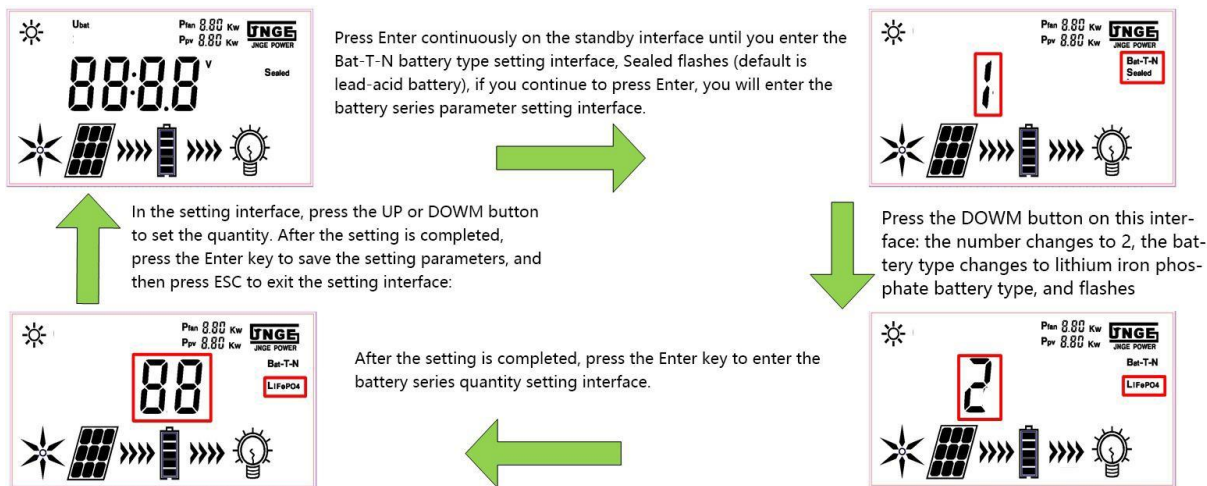 Ubat
Pfan 8.80 Kw
Ppv 8.80 Kw
JNGE
JNGE POWER
88:8.8 V
Sealed
Press Enter continuously on the standby interface until you enter the
Bat-T-N battery type setting interface, Sealed flashes (default is
lead-acid battery), if you continue to press Enter, you will enter the
battery series parameter setting interface.
Pfan 8.80 Kw
Ppv 8.80 Kw
JNGE
JNGE POWER
Bat-T-N
Sealed
1
Press the DOWM button on this inter-
face: the number changes to 2, the bat-
tery type changes to lithium iron phos-
phate battery type, and flashes
Pfan 8.80 Kw
Ppv 8.80 Kw
JNGE
JNGE POWER
Bat-T-N
LiFePO4
2
After the setting is completed, press the Enter key to enter the
battery series quantity setting interface.
Pfan 8.80 Kw
Ppv 8.80 Kw
JNGE
JNGE POWER
Bat-T-N
LiFePO4
88
In the setting interface, press the UP or DOWM button
to set the quantity. After the setting is completed,
press the Enter key to save the setting parameters, and
then press ESC to exit the setting interface: